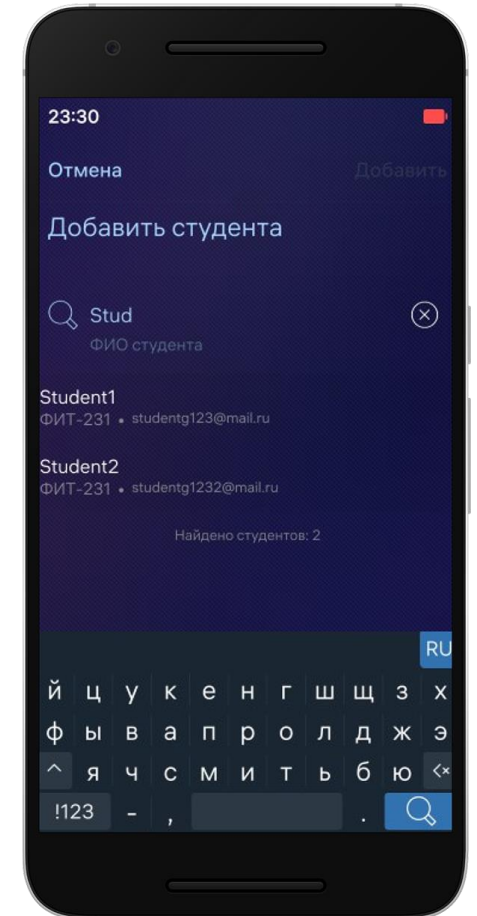 23:30
Отмена Добавить
Добавить студента
Stud
ФИО студента
Student1
ФИТ-231 • studentg123@mail.ru
Student2
ФИТ-231 • studentg1232@mail.ru
Найдено студентов: 2
RU
й ц у к е н г ш щ з х
ф ы в а п р о л д ж э
я ч с м и т ь б ю
!123 - , .